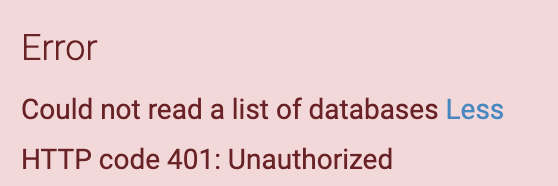 Error
Could not read a list of databases Less
HTTP code 401: Unauthorized